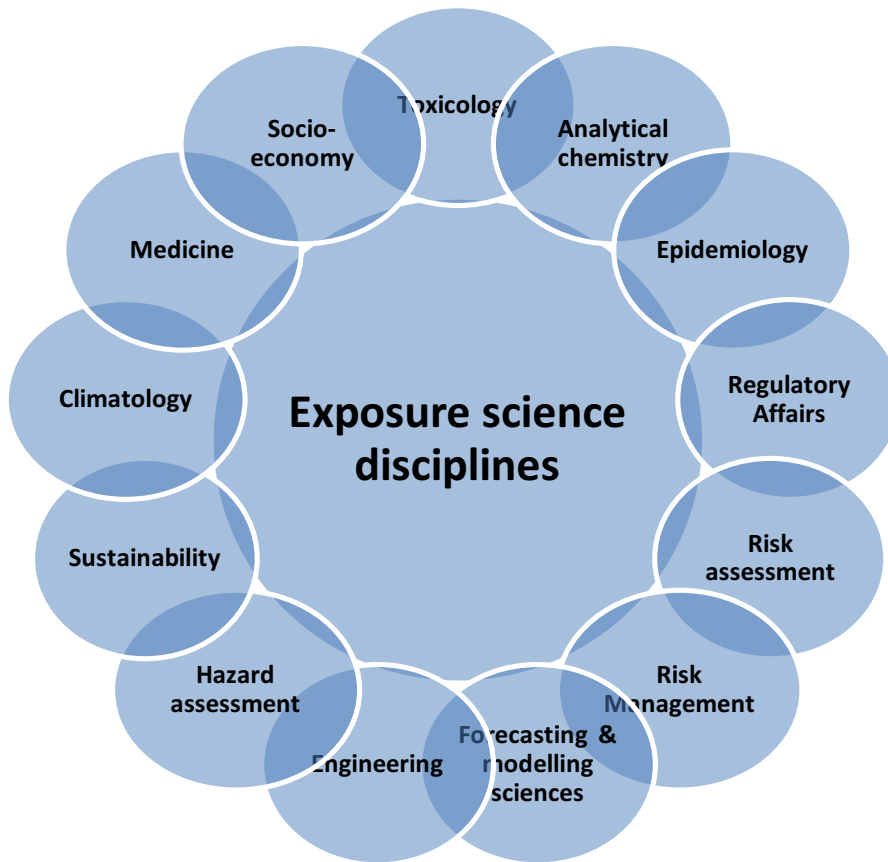 Toxicology
Analytical
chemistry
Epidemiology
Regulatory
Affairs
Risk
assessment
Risk
Management
Forecasting &
modelling
sciences
Engineering
Hazard
assessment
Sustainability
Climatology
Medicine
Socio-
economy
Exposure science
disciplines